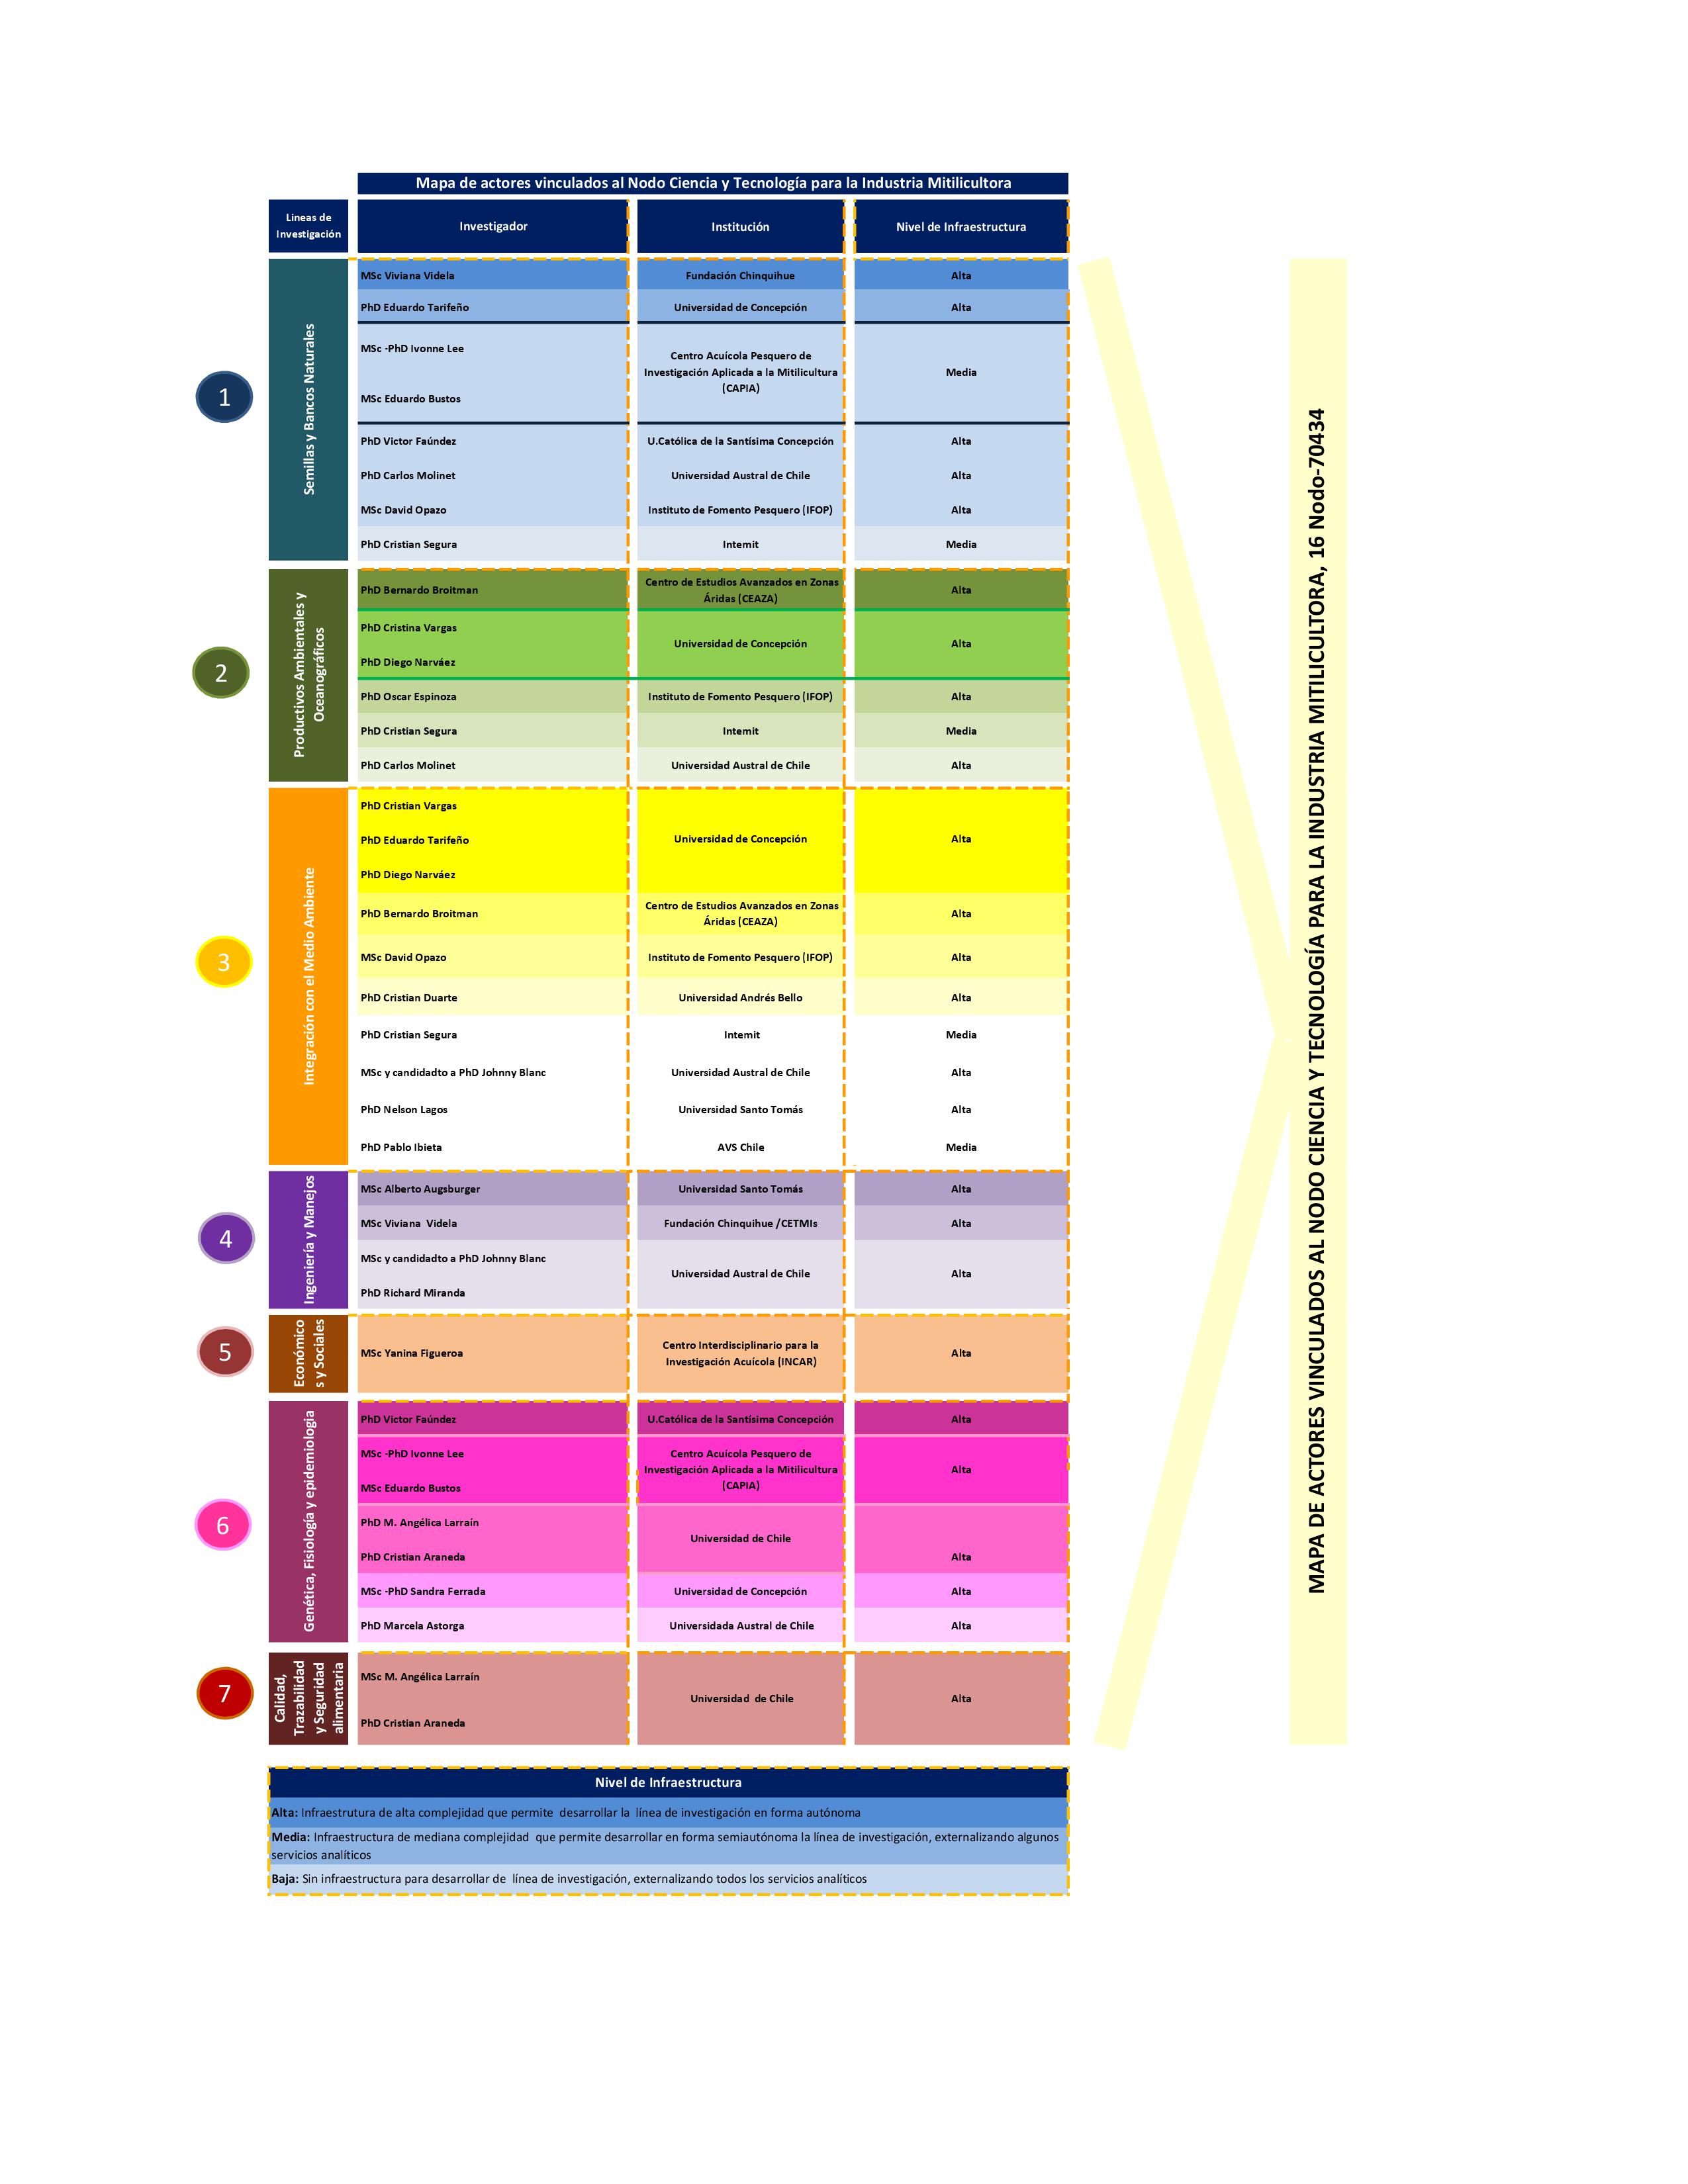 Mapa de actores vinculados al Nodo Ciencia y Tecnología para la Industria Mitilicultora
Lineas de
Investigación
Investigador
Institución
Nivel de Infraestructura
1
Semillas y Bancos Naturales
MSc Viviana Videla
Fundación Chinquihue
Alta
PhD Eduardo Tarifeño
Universidad de Concepción
Alta
MSc -PhD Ivonne Lee
MSc Eduardo Bustos
Centro Acuícola Pesquero de
Investigación Aplicada a la Mitilicultura
(CAPIA)
Media
PhD Victor Faúndez
U.Católica de la Santísima Concepción
Alta
PhD Carlos Molinet
Universidad Austral de Chile
Alta
MSc David Opazo
Instituto de Fomento Pesquero (IFOP)
Alta
PhD Cristian Segura
Intemit
Media
2
Productivos Ambientales y
Oceanográficos
PhD Bernardo Broitman
Centro de Estudios Avanzados en Zonas
Áridas (CEAZA)
Alta
PhD Cristina Vargas
PhD Diego Narváez
Universidad de Concepción
Alta
PhD Oscar Espinoza
Instituto de Fomento Pesquero (IFOP)
Alta
PhD Cristian Segura
Intemit
Media
PhD Carlos Molinet
Universidad Austral de Chile
Alta
3
Integración con el Medio Ambiente
PhD Cristian Vargas
PhD Eduardo Tarifeño
PhD Diego Narváez
Universidad de Concepción
Alta
PhD Bernardo Broitman
Centro de Estudios Avanzados en Zonas
Áridas (CEAZA)
Alta
MSc David Opazo
Instituto de Fomento Pesquero (IFOP)
Alta
PhD Cristian Duarte
Universidad Andrés Bello
Alta
PhD Cristian Segura
Intemit
Media
MSc y candidadto a PhD Johnny Blanc
Universidad Austral de Chile
Alta
PhD Nelson Lagos
Universidad Santo Tomás
Alta
PhD Pablo Ibieta
AVS Chile
Media
4
Ingeniería y Manejos
MSc Alberto Augsburger
Universidad Santo Tomás
Alta
MSc Viviana  Videla
Fundación Chinquihue /CETMIs
Alta
MSc y candidadto a PhD Johnny Blanc
PhD Richard Miranda
Universidad Austral de Chile
Alta
5
Económico
s y Sociales
MSc Yanina Figueroa
Centro Interdisciplinario para la
Investigación Acuícola (INCAR)
Alta
6
Genética, Fisiología y epidemiologia
PhD Victor Faúndez
U.Católica de la Santísima Concepción
Alta
MSc -PhD Ivonne Lee
MSc Eduardo Bustos
Centro Acuícola Pesquero de
Investigación Aplicada a la Mitilicultura
(CAPIA)
Alta
PhD M. Angélica Larraín
PhD Cristian Araneda
Universidad de Chile
Alta
MSc -PhD Sandra Ferrada
Universidad de Concepción
Alta
PhD Marcela Astorga
Universidada Austral de Chile
Alta
7
Calidad,
Trazabilidad
y Seguridad
alimentaria
MSc M. Angélica Larraín
PhD Cristian Araneda
Universidad  de Chile
Alta
Nivel de Infraestructura
Alta: Infraestrutura de alta complejidad que permite  desarrollar la  línea de investigación en forma autónoma
Media: Infraestructura de mediana complejidad  que permite desarrollar en forma semiautónoma la línea de investigación, externalizando algunos
servicios analíticos
Baja: Sin infraestructura para desarrollar de  línea de investigación, externalizando todos los servicios analíticos
MAPA DE ACTORES VINCULADOS AL NODO CIENCIA Y TECNOLOGÍA PARA LA INDUSTRIA MITILICULTORA, 16 Nodo-70434